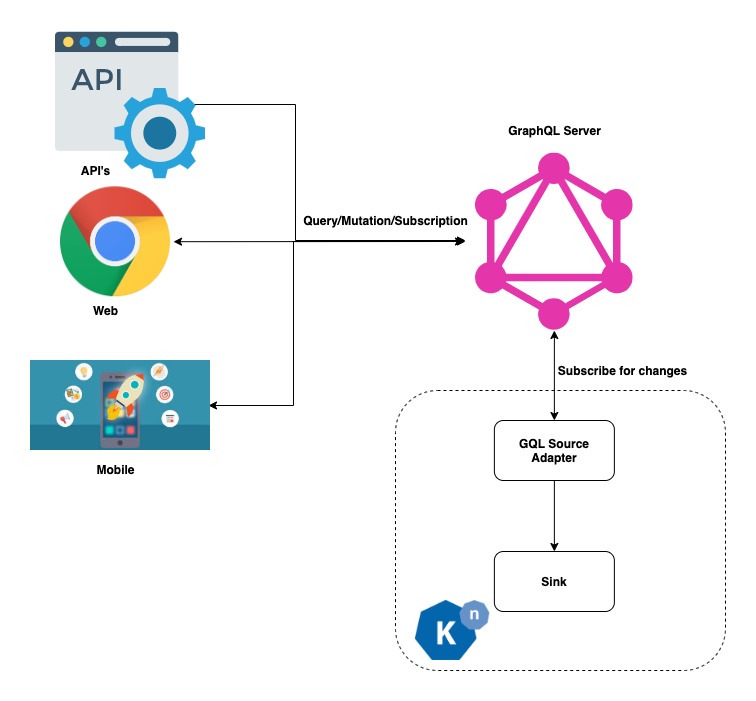 API
API's
GraphQL Server
Query/Mutation/Subscription
Web
Subscribe for changes
GQL Source
Adapter
Mobile
Sink
K
n